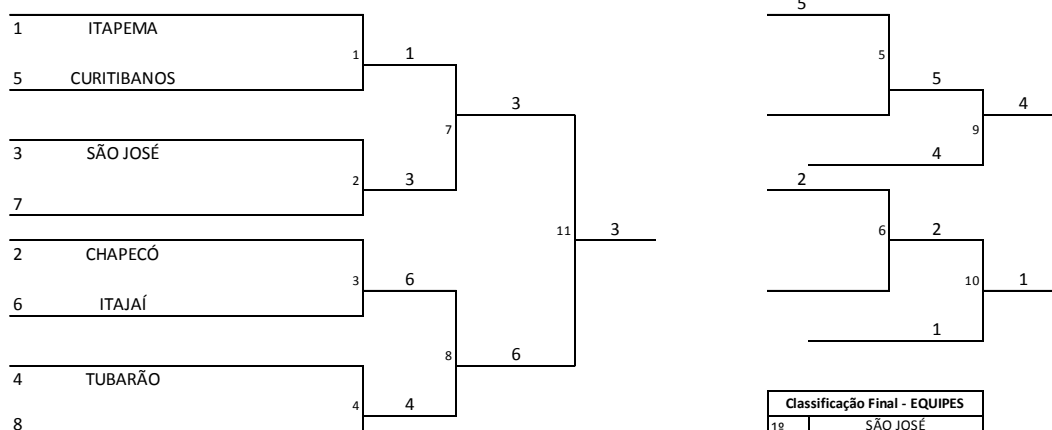 5
1 ITAPEMA
1 1
5
5 CURITIBANOS
5
3
4
7
9
3 SÃO JOSÉ
4
2 3
2
7
11 3
6 2
2 CHAPECÓ
3 6
10 1
6 ITAJAÍ
1
8 6
4 TUBARÃO
4 4
Classificação Final - EQUIPES
8
1º SÃO JOSÉ